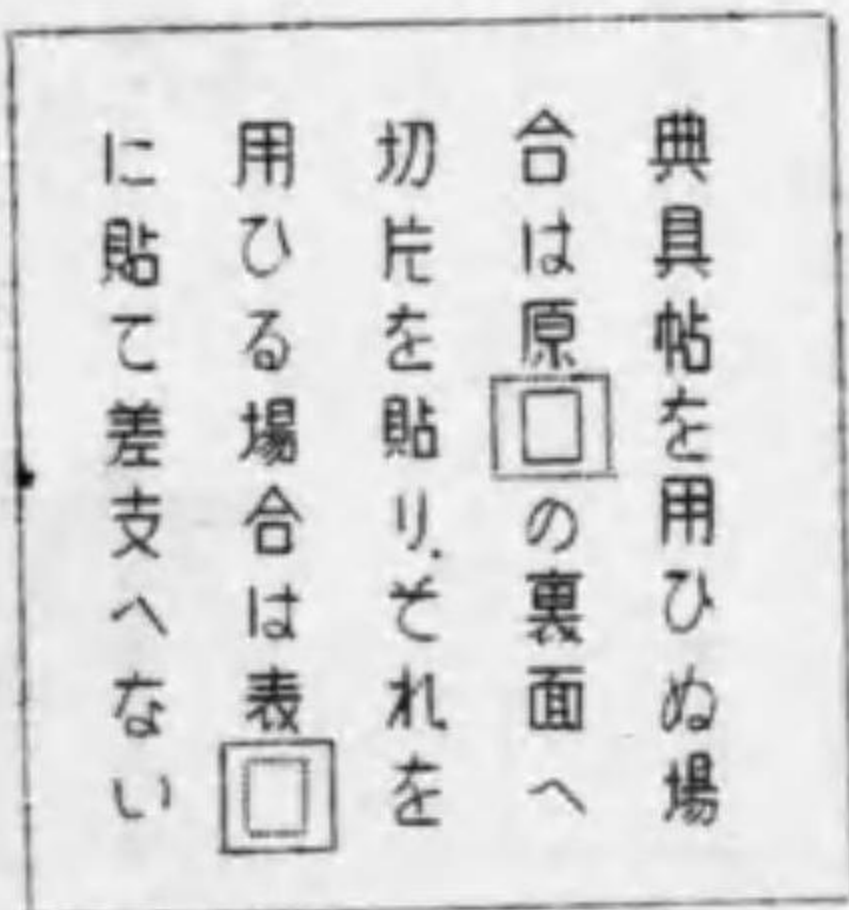 典具帖を用ひぬ場
合は原□の裏面へ
切片を貼り、それを
用ひる場合は表□
に貼て差支へない